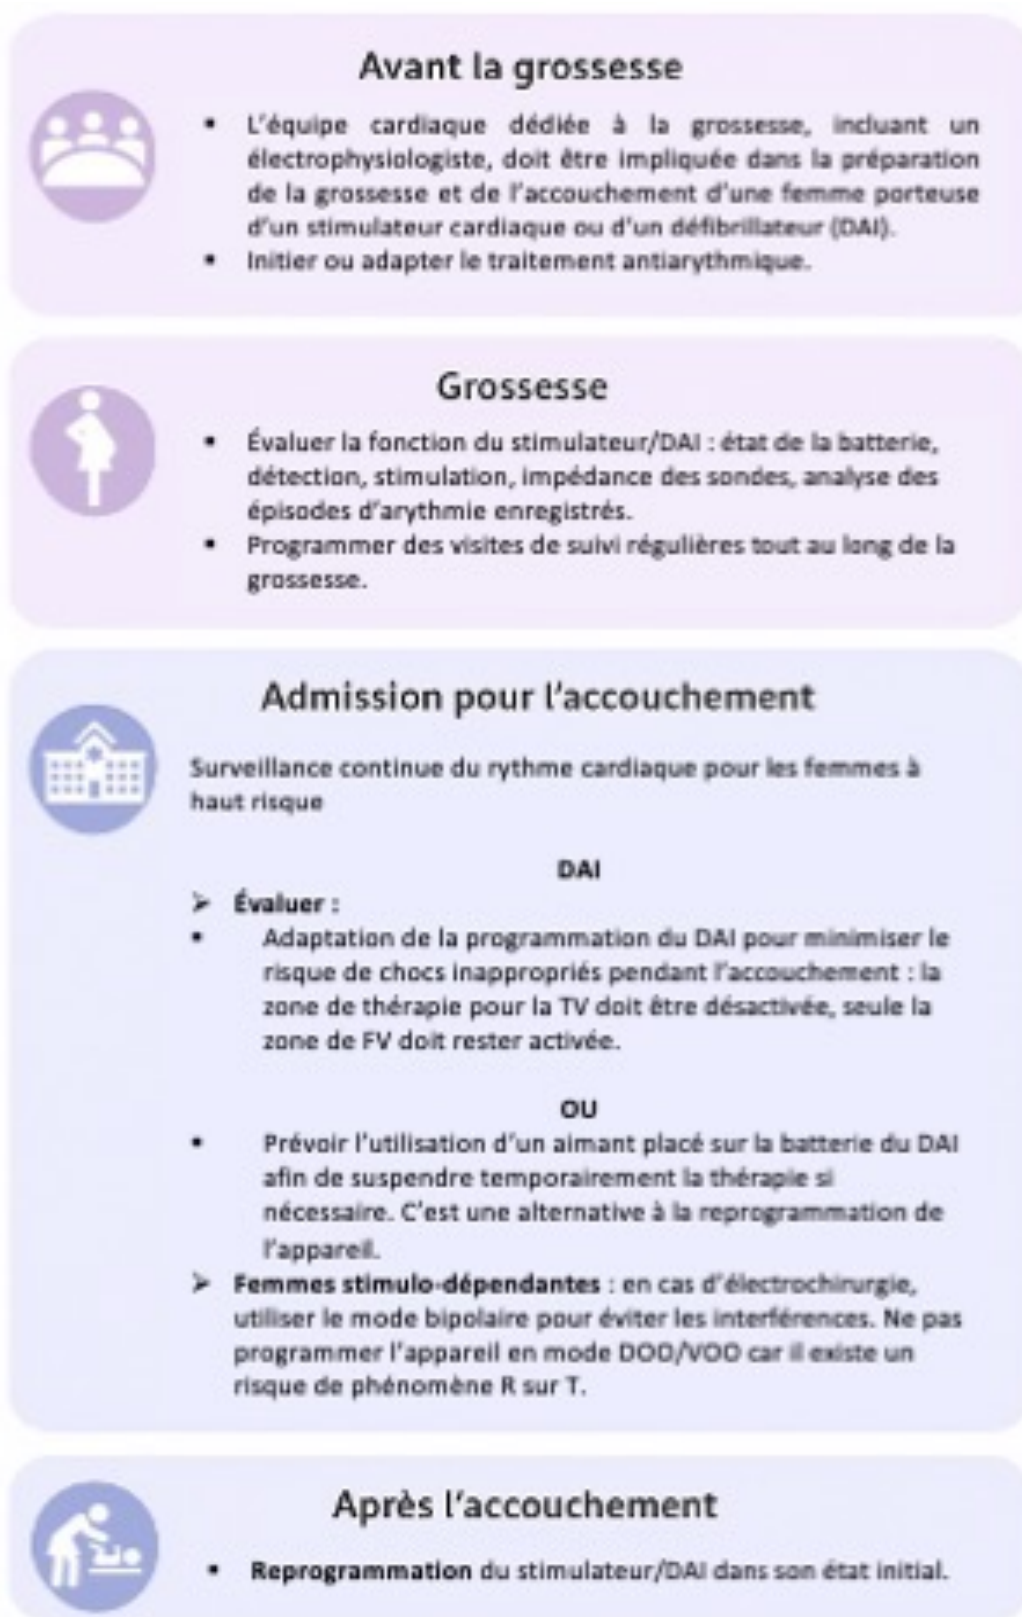 Avant la grossesse
▪ L'équipe cardiaque dédiée à la grossesse, incluant un
électrophysiologiste, doit être impliquée dans la préparation
de la grossesse et de l'accouchement d'une femme porteuse
d'un stimulateur cardiaque ou d'un défibrillateur (DAI).
▪ Initier ou adapter le traitement antiarythmique.
Grossesse
▪ Évaluer la fonction du stimulateur/DAI : état de la batterie,
détection, stimulation, impédance des sondes, analyse des
épisodes d'arythmie enregistrés.
▪ Programmer des visites de suivi régulières tout au long de la
grossesse.
Admission pour l'accouchement
Surveillance continue du rythme cardiaque pour les femmes à
haut risque
DAI
➢ Évaluer :
▪ Adaptation de la programmation du DAI pour minimiser le
risque de chocs inappropriés pendant l'accouchement : la
zone de thérapie pour la TV doit être désactivée, seule la
zone de FV doit rester activée.
OU
▪ Prévoir l'utilisation d'un aimant placé sur la batterie du DAI
afin de suspendre temporairement la thérapie si
nécessaire. C'est une alternative à la reprogrammation de
l'appareil.
➢ Femmes stimulo-dépendantes : en cas d'électrochirurgie,
utiliser le mode bipolaire pour éviter les interférences. Ne pas
programmer l'appareil en mode DOO/VOO car il existe un
risque de phénomène R sur T.
Après l'accouchement
▪ Reprogrammation du stimulateur/DAI dans son état initial.